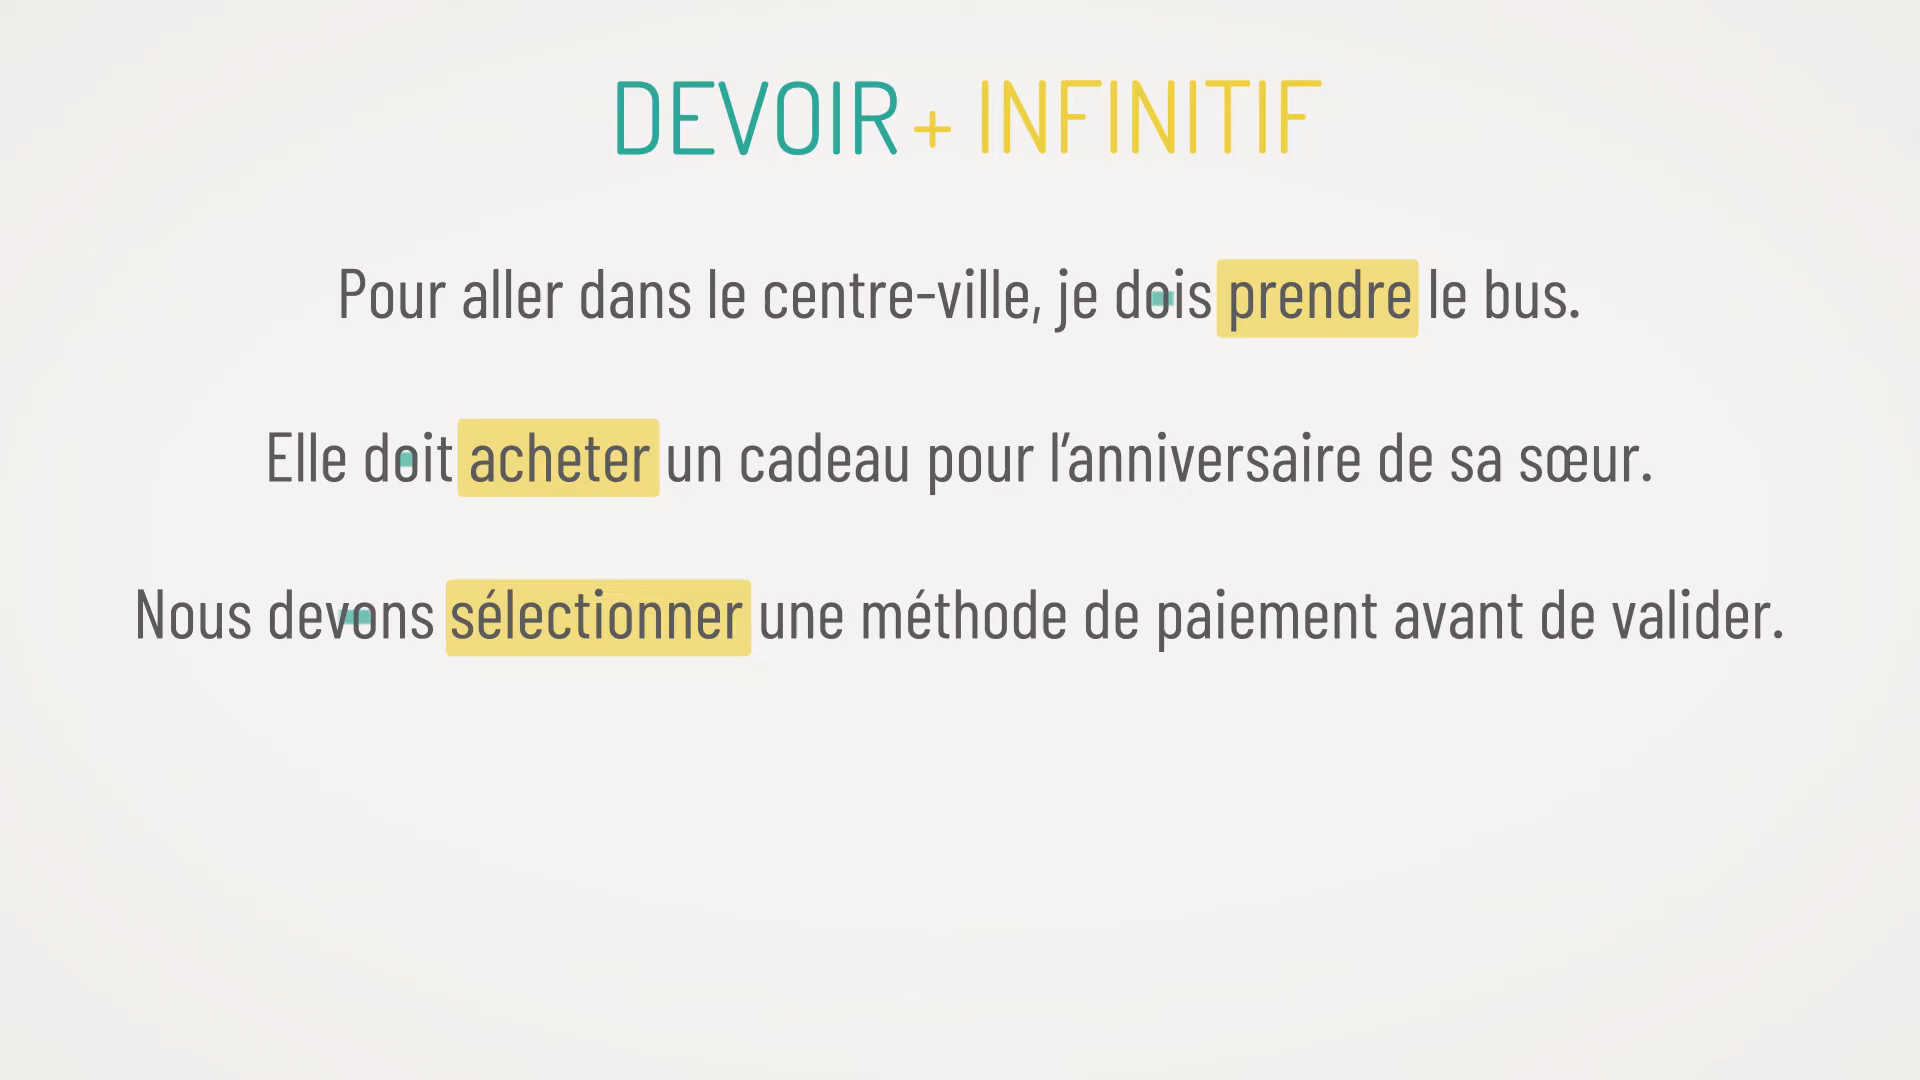 DEVOIR + INFINITIF
Pour aller dans le centre-ville, je dois prendre le bus.
Elle doit acheter un cadeau pour l’anniversaire de sa sœur.
Nous devons sélectionner une méthode de paiement avant de valider.